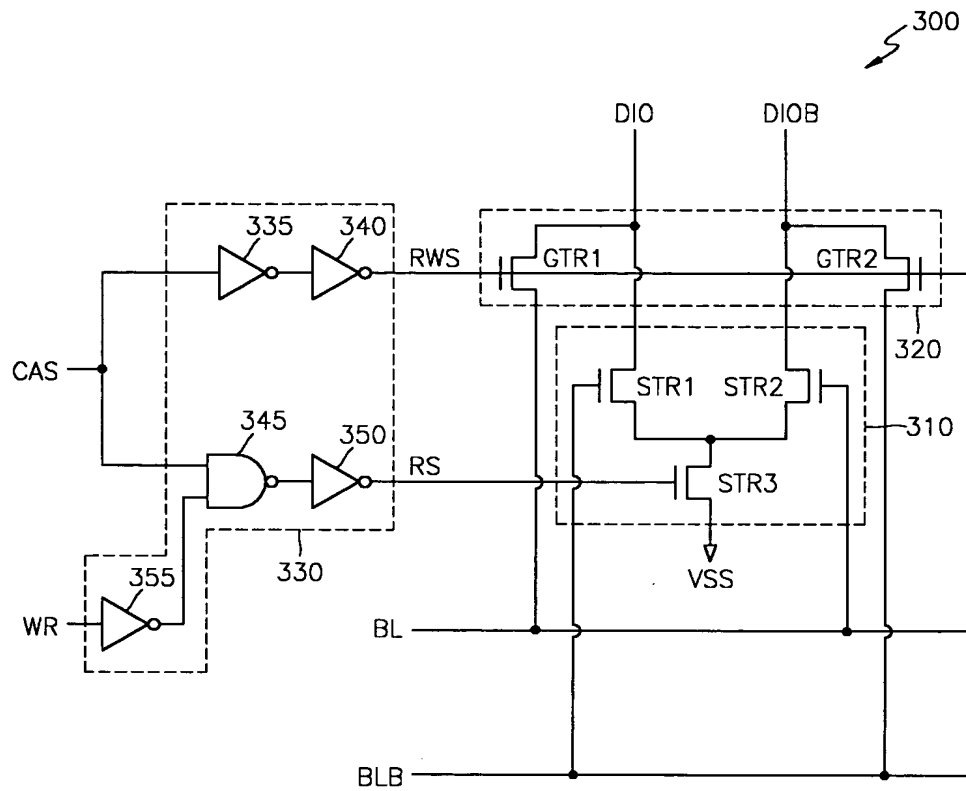 300
DIO DIOB
335 340
RWS GTR1 GTR2
320
CAS
STR1 STR2
345 350 310
RS STR3
330
VSS
355
WR
BL
BLB